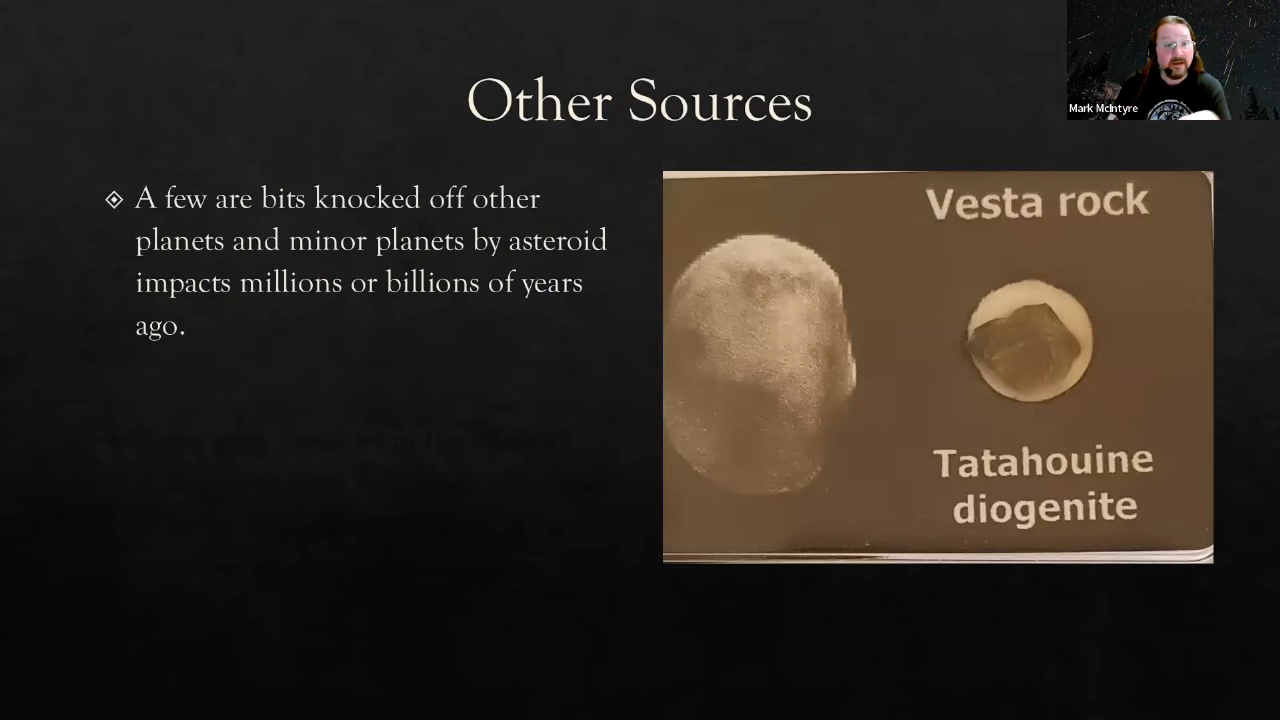 Other Sources
Mark McIntyre
A few are bits knocked off other
planets and minor planets by asteroid
impacts millions or billions of years
ago.
Vesta rock
Tatahouine
diogenite